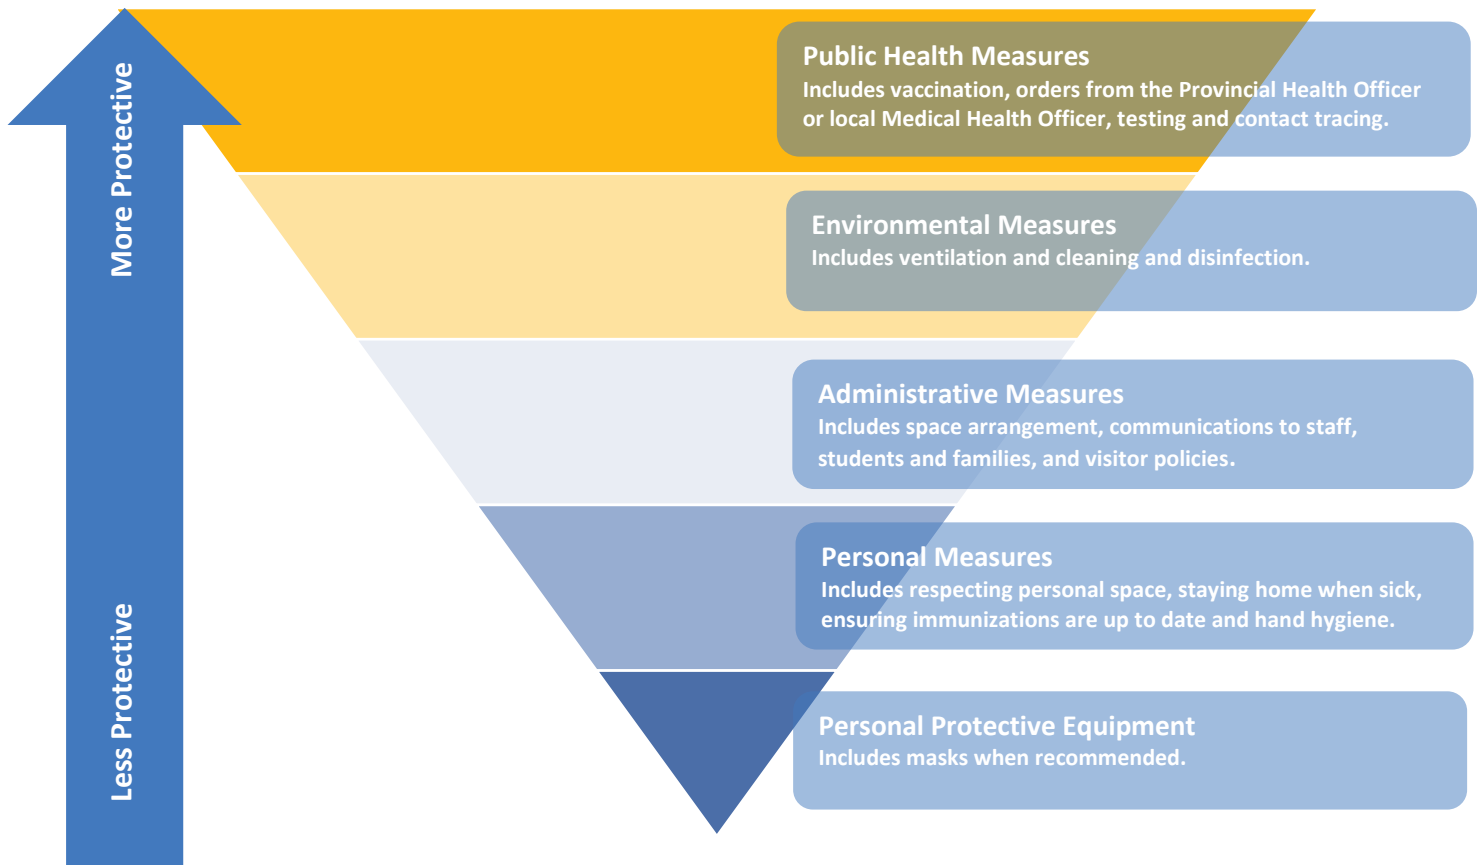 More Protective
Less Protective
Public Health Measures
Includes vaccination, orders from the Provincial Health Officer
or local Medical Health Officer, testing and contact tracing.
Environmental Measures
Includes ventilation and cleaning and disinfection.
Administrative Measures
Includes space arrangement, communications to staff,
students and families, and visitor policies.
Personal Measures
Includes respecting personal space, staying home when sick,
ensuring immunizations are up to date and hand hygiene.
Personal Protective Equipment
Includes masks when recommended.